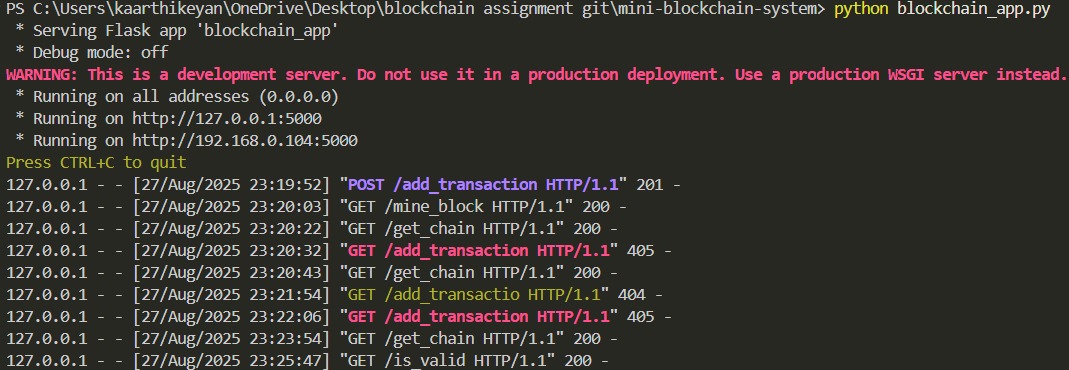 PS C:\Users\kaarthikeyan\OneDrive\Desktop\blockchain assignment git\mini-blockchain-system> python blockchain_app.py
 * Serving Flask app 'blockchain_app'
 * Debug mode: off
WARNING: This is a development server. Do not use it in a production deployment. Use a production WSGI server instead.
 * Running on all addresses (0.0.0.0)
 * Running on http://127.0.0.1:5000
 * Running on http://192.168.0.104:5000
Press CTRL+C to quit
127.0.0.1 - - [27/Aug/2025 23:19:52] "POST /add_transaction HTTP/1.1" 201 -
127.0.0.1 - - [27/Aug/2025 23:20:03] "GET /mine_block HTTP/1.1" 200 -
127.0.0.1 - - [27/Aug/2025 23:20:22] "GET /get_chain HTTP/1.1" 200 -
127.0.0.1 - - [27/Aug/2025 23:20:32] "GET /add_transaction HTTP/1.1" 405 -
127.0.0.1 - - [27/Aug/2025 23:20:43] "GET /get_chain HTTP/1.1" 200 -
127.0.0.1 - - [27/Aug/2025 23:21:54] "GET /add_transactio HTTP/1.1" 404 -
127.0.0.1 - - [27/Aug/2025 23:22:06] "GET /add_transaction HTTP/1.1" 405 -
127.0.0.1 - - [27/Aug/2025 23:23:54] "GET /get_chain HTTP/1.1" 200 -
127.0.0.1 - - [27/Aug/2025 23:25:47] "GET /is_valid HTTP/1.1" 200 -